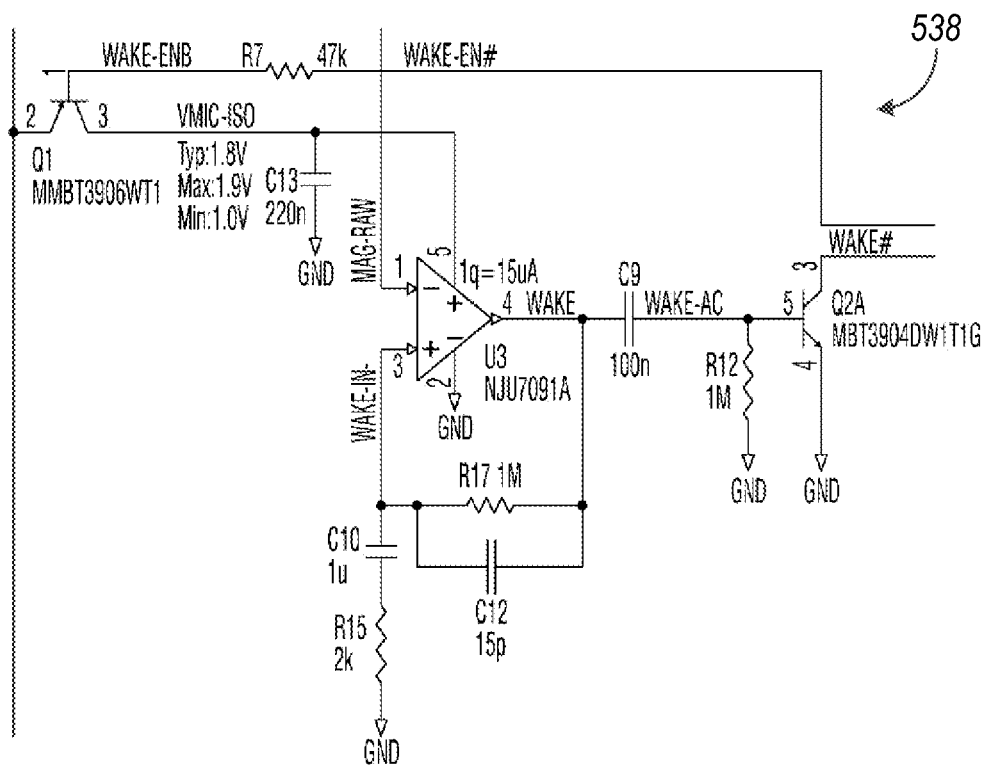 538
WAKE-ENB
R7
47k
WAKE-EN#
2
3
VMIC-ISO
Q1
MMBT3906WT1
Typ:1.8V
Max:1.9V
Min:1.0V
C13
220n
GND
MAG-RAW
1
-
+
5
1q=15uA
4
WAKE
C9
100n
WAKE-AC
WAKE#
3
5
Q2A
MBT3904DW1T1G
4
+
-
3
2
U3
NJU7091A
GND
WAKE-IN-
R12
1M
GND
GND
R17 1M
C10
1u
C12
15p
R15
2k
GND